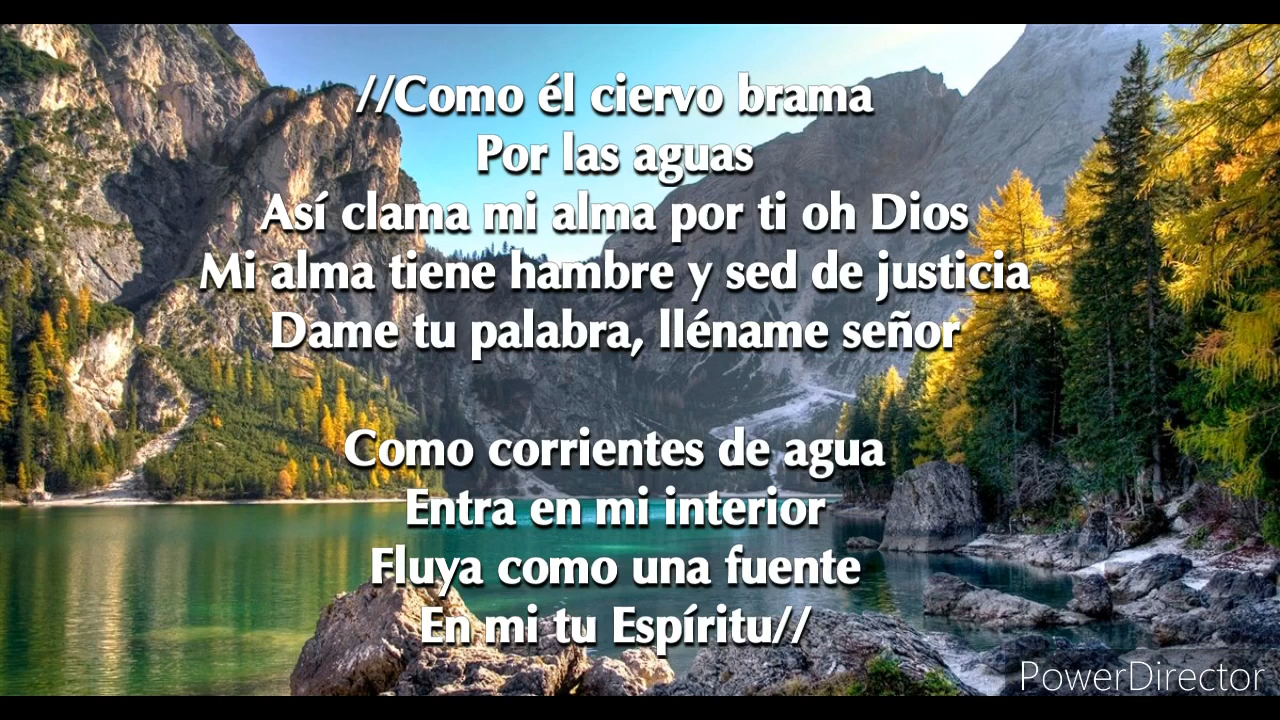 //Como él ciervo brama
Por las aguas
Así clama mi alma por ti oh Dios
Mi alma tiene hambre y sed de justicia
Dame tu palabra, lléname señor
Como corrientes de agua
Entra en mi interior
Fluya como una fuente
En mi tu Espíritu//
PowerDirector